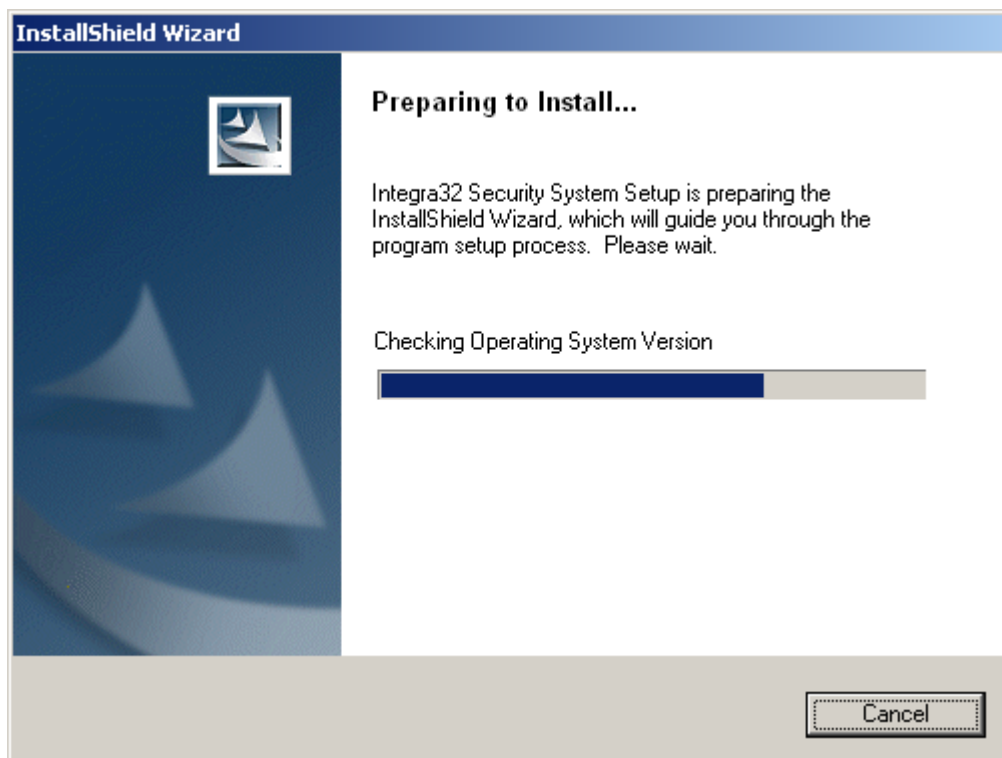 InstallShield Wizard
Preparing to Install...
Integra32 Security System Setup is preparing the
InstallShield Wizard, which will guide you through the
program setup process.  Please wait.
Checking Operating System Version
Cancel